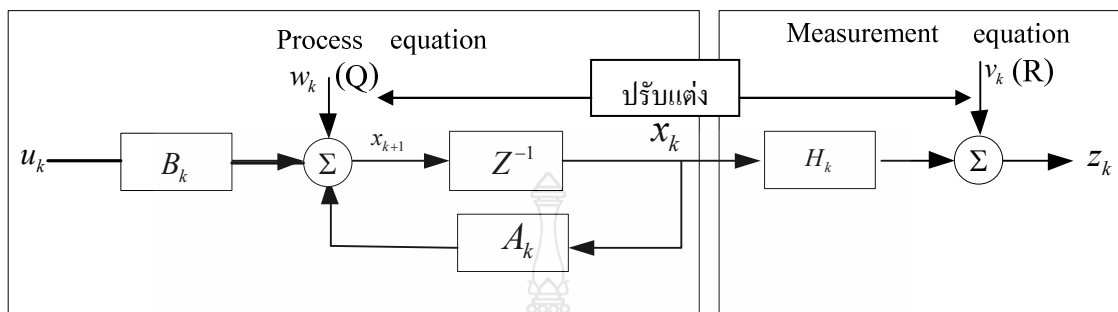 Process equation
Measurement equation
w_k (Q)
ปรับแต่ง
v_k (R)
u_k
B_k
Σ
x_{k+1}
Z^{-1}
x_k
H_k
Σ
z_k
A_k